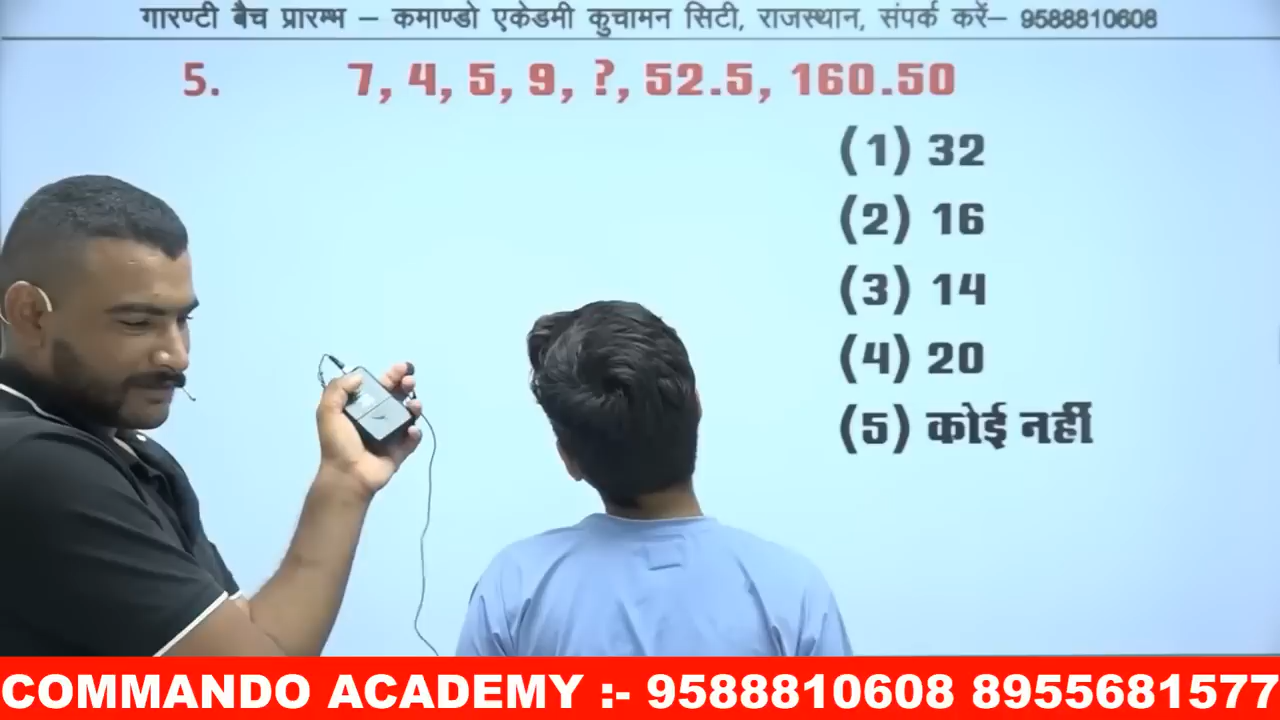 गारण्टी बैच प्रारम्भ – कमाण्डो एकेडमी कुचामन सिटी, राजस्थान, संपर्क करें– 9588810608
5. 7, 4, 5, 9, ?, 52.5, 160.50
(1) 32
(2) 16
(3) 14
(4) 20
(5) कोई नहीं
COMMANDO ACADEMY :- 9588810608 8955681577